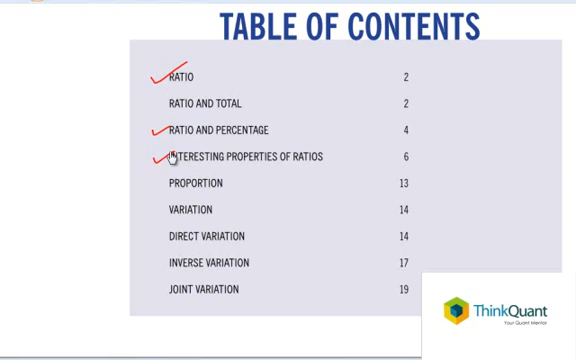 TABLE OF CONTENTS
RATIO 2
RATIO AND TOTAL 2
RATIO AND PERCENTAGE 4
INTERESTING PROPERTIES OF RATIOS 6
PROPORTION 13
VARIATION 14
DIRECT VARIATION 14
INVERSE VARIATION 17
JOINT VARIATION 19
ThinkQuant
Your Quant Mentor